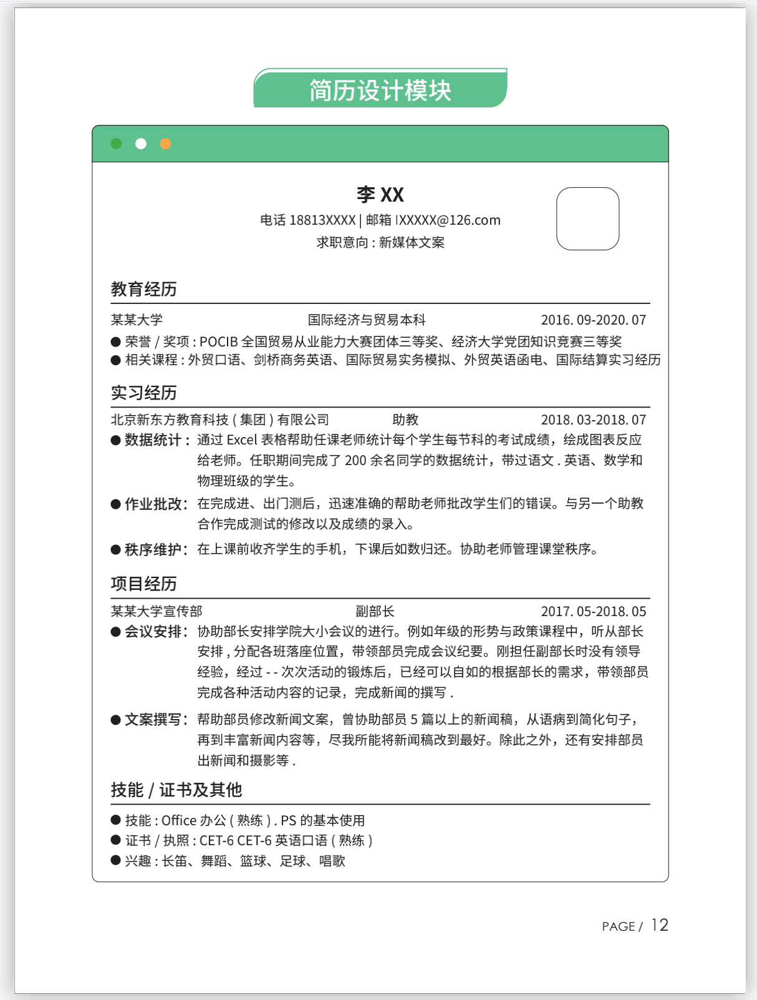 简历设计模块
李 XX
电话 18813XXXX | 邮箱 IXXXXX@126.com
求职意向 : 新媒体文案
教育经历
某某大学 国际经济与贸易本科 2016. 09-2020. 07
● 荣誉 / 奖项 : POCIB 全国贸易从业能力大赛团体三等奖、经济大学党团知识竞赛三等奖
● 相关课程 : 外贸口语、剑桥商务英语、国际贸易实务模拟、外贸英语函电、国际结算实习经历
实习经历
北京新东方教育科技 ( 集团 ) 有限公司 助教 2018. 03-2018. 07
● 数据统计 : 通过 Excel 表格帮助任课老师统计每个学生每节科的考试成绩，绘成图表反应
给老师。任职期间完成了 200 余名同学的数据统计，带过语文 . 英语、数学和
物理班级的学生。
● 作业批改： 在完成进、出门测后，迅速准确的帮助老师批改学生们的错误。与另一个助教
合作完成测试的修改以及成绩的录入。
● 秩序维护： 在上课前收齐学生的手机，下课后如数归还。协助老师管理课堂秩序。
项目经历
某某大学宣传部 副部长 2017. 05-2018. 05
● 会议安排： 协助部长安排学院大小会议的进行。例如年级的形势与政策课程中，听从部长
安排 , 分配各班落座位置，带领部员完成会议纪要。刚担任副部长时没有领导
经验，经过 - - 次次活动的锻炼后，已经可以自如的根据部长的需求，带领部员
完成各种活动内容的记录，完成新闻的撰写 .
● 文案撰写： 帮助部员修改新闻文案，曾协助部员 5 篇以上的新闻稿，从语病到简化句子，
再到丰富新闻内容等，尽我所能将新闻稿改到最好。除此之外，还有安排部员
出新闻和摄影等 .
技能 / 证书及其他
● 技能 : Office 办公 ( 熟练 ) . PS 的基本使用
● 证书 / 执照 : CET-6 CET-6 英语口语 ( 熟练 )
● 兴趣 : 长笛、舞蹈、篮球、足球、唱歌
PAGE / 12